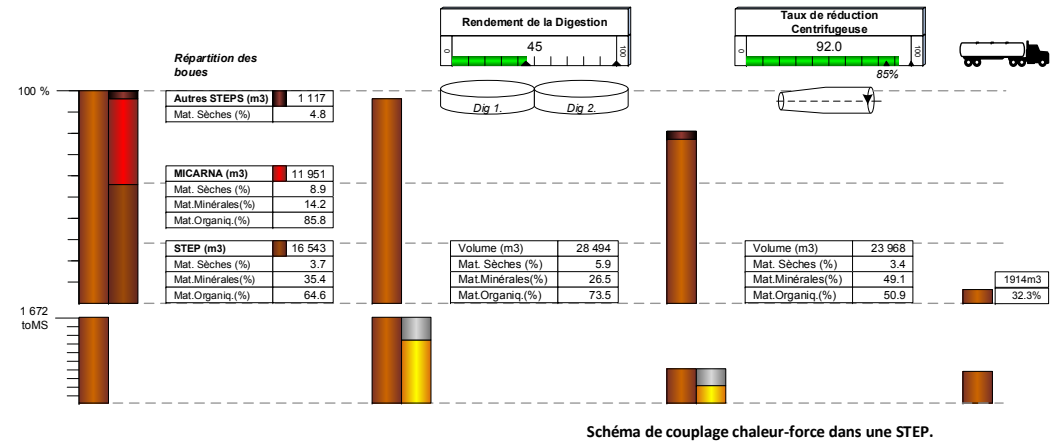 Rendement de la Digestion
0 45 100
Taux de réduction
Centrifugeuse
0 92.0 100
85%
Répartition des
boues
100 %
Autres STEPS (m3) 1 117
Mat. Sèches (%) 4.8
Dig 1. Dig 2.
MICARNA (m3) 11 951
Mat. Sèches (%) 8.9
Mat.Minérales(%) 14.2
Mat.Organiq.(%) 85.8
STEP (m3) 16 543
Mat. Sèches (%) 3.7
Mat.Minérales(%) 35.4
Mat.Organiq.(%) 64.6
Volume (m3) 28 494
Mat. Sèches (%) 5.9
Mat.Minérales(%) 26.5
Mat.Organiq.(%) 73.5
Volume (m3) 23 968
Mat. Sèches (%) 3.4
Mat.Minérales(%) 49.1
Mat.Organiq.(%) 50.9
1914m3
32.3%
1 672
toMS
Schéma de couplage chaleur-force dans une STEP.